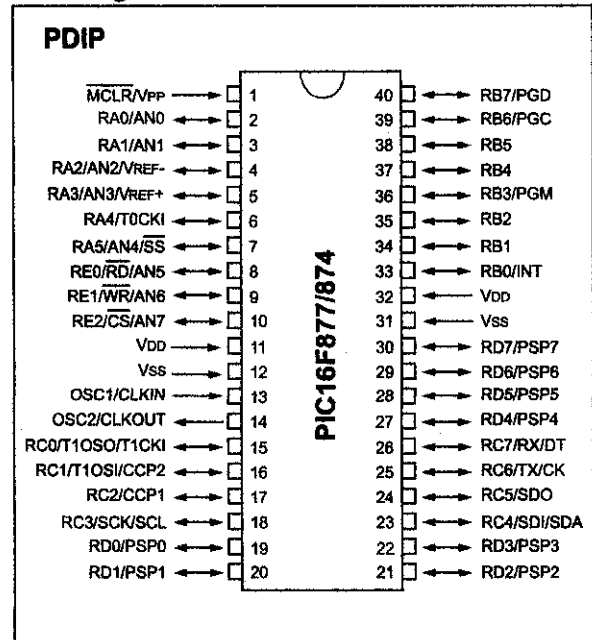 PDIP
MCLR/VPP 1 40 RB7/PGD
RA0/AN0 2 39 RB6/PGC
RA1/AN1 3 38 RB5
RA2/AN2/VREF- 4 37 RB4
RA3/AN3/VREF+ 5 36 RB3/PGM
RA4/T0CKI 6 35 RB2
RA5/AN4/SS 7 34 RB1
RE0/RD/AN5 8 33 RB0/INT
RE1/WR/AN6 9 32 VDD
RE2/CS/AN7 10 31 VSS
VDD 11 30 RD7/PSP7
VSS 12 29 RD6/PSP6
OSC1/CLKIN 13 28 RD5/PSP5
OSC2/CLKOUT 14 27 RD4/PSP4
RC0/T1OSO/T1CKI 15 26 RC7/RX/DT
RC1/T1OSI/CCP2 16 25 RC6/TX/CK
RC2/CCP1 17 24 RC5/SDO
RC3/SCK/SCL 18 23 RC4/SDI/SDA
RD0/PSP0 19 22 RD3/PSP3
RD1/PSP1 20 21 RD2/PSP2
PIC16F877/874